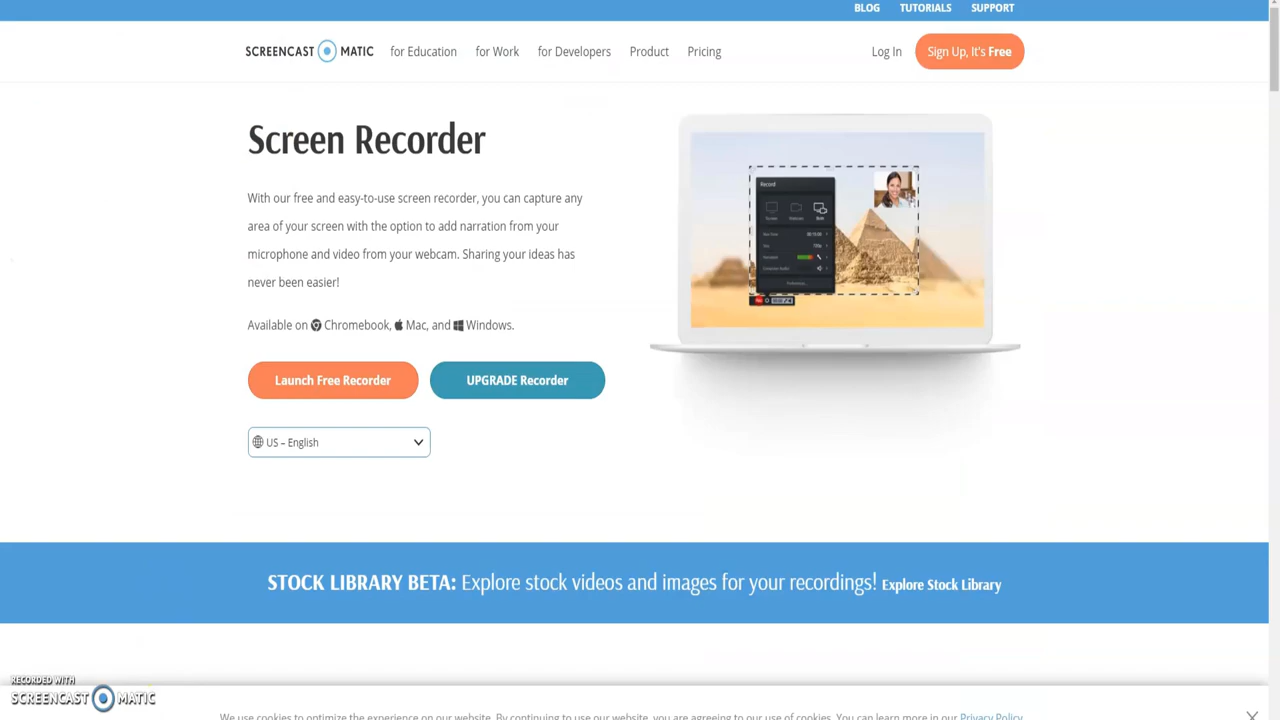 BLOG TUTORIALS SUPPORT
SCREENCAST MATIC for Education for Work for Developers Product Pricing Log In Sign Up, It's Free
Screen Recorder
With our free and easy-to-use screen recorder, you can capture any
area of your screen with the option to add narration from your
microphone and video from your webcam. Sharing your ideas has
never been easier!
Available on Chromebook, Mac, and Windows.
Launch Free Recorder UPGRADE Recorder
US – English
Record
STOCK LIBRARY BETA: Explore stock videos and images for your recordings! Explore Stock Library
RECORDED WITH
SCREENCAST MATIC
We use cookies to optimize the experience on our website. By continuing to use our website, you are agreeing to our use of cookies. You can learn more in our Privacy Policy